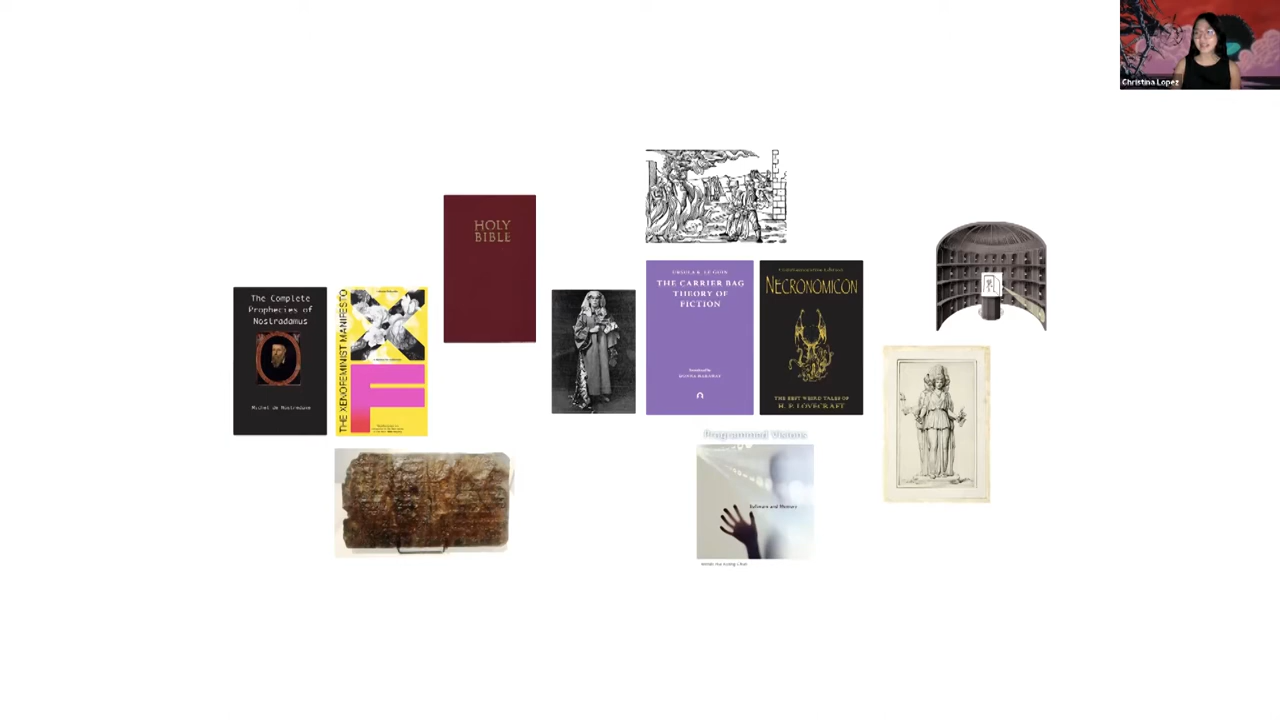 Christina Lopez
HOLY
BIBLE
The Complete
Prophecies of
Nostradamus
Michel de Nostredame
THE XENOFEMINIST MANIFESTO
URSULA K. LE GUIN
THE CARRIER BAG
THEORY OF
FICTION
NECRONOMICON
THE BEST WEIRD TALES OF
H. P. LOVECRAFT
Programmed Visions
Software and Memory